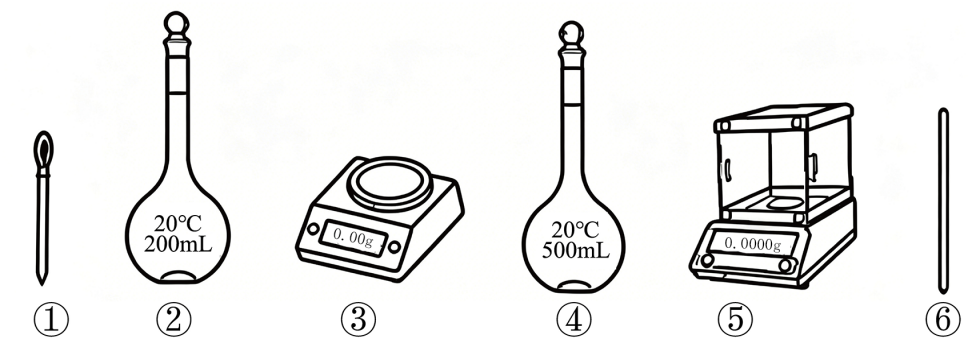 20℃
200mL
0.00g
20℃
500mL
0.0000g
① ② ③ ④ ⑤ ⑥